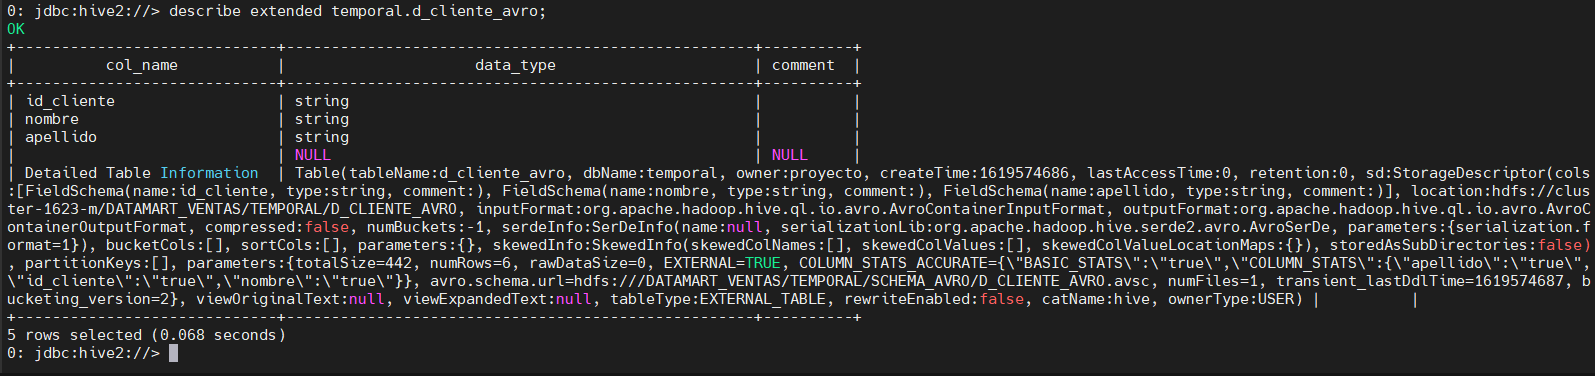 0: jdbc:hive2://> describe extended temporal.d_cliente_avro;
OK
+-----------------------------+----------------------------------------------------+----------+
|          col_name           |                     data_type                      | comment  |
+-----------------------------+----------------------------------------------------+----------+
| id_cliente                  | string                                             |          |
| nombre                      | string                                             |          |
| apellido                    | string                                             |          |
|                             | NULL                                               | NULL     |
| Detailed Table Information  | Table(tableName:d_cliente_avro, dbName:temporal, owner:proyecto, createTime:1619574686, lastAccessTime:0, retention:0, sd:StorageDescriptor(cols
:[FieldSchema(name:id_cliente, type:string, comment:), FieldSchema(name:nombre, type:string, comment:), FieldSchema(name:apellido, type:string, comment:)], location:hdfs://clus
ter-1623-m/DATAMART_VENTAS/TEMPORAL/D_CLIENTE_AVRO, inputFormat:org.apache.hadoop.hive.ql.io.avro.AvroContainerInputFormat, outputFormat:org.apache.hadoop.hive.ql.io.avro.AvroC
ontainerOutputFormat, compressed:false, numBuckets:-1, serdeInfo:SerDeInfo(name:null, serializationLib:org.apache.hadoop.hive.serde2.avro.AvroSerDe, parameters:{serialization.f
ormat=1}), bucketCols:[], sortCols:[], parameters:{}, skewedInfo:SkewedInfo(skewedColNames:[], skewedColValues:[], skewedColValueLocationMaps:{}), storedAsSubDirectories:false)
, partitionKeys:[], parameters:{totalSize=442, numRows=6, rawDataSize=0, EXTERNAL=TRUE, COLUMN_STATS_ACCURATE={\"BASIC_STATS\":\"true\",\"COLUMN_STATS\":{\"apellido\":\"true\",
\"id_cliente\":\"true\",\"nombre\":\"true\"}}, avro.schema.url=hdfs:///DATAMART_VENTAS/TEMPORAL/SCHEMA_AVRO/D_CLIENTE_AVRO.avsc, numFiles=1, transient_lastDdlTime=1619574687, b
ucketing_version=2}, viewOriginalText:null, viewExpandedText:null, tableType:EXTERNAL_TABLE, rewriteEnabled:false, catName:hive, ownerType:USER) |          |
+-----------------------------+----------------------------------------------------+----------+
5 rows selected (0.068 seconds)
0: jdbc:hive2://>